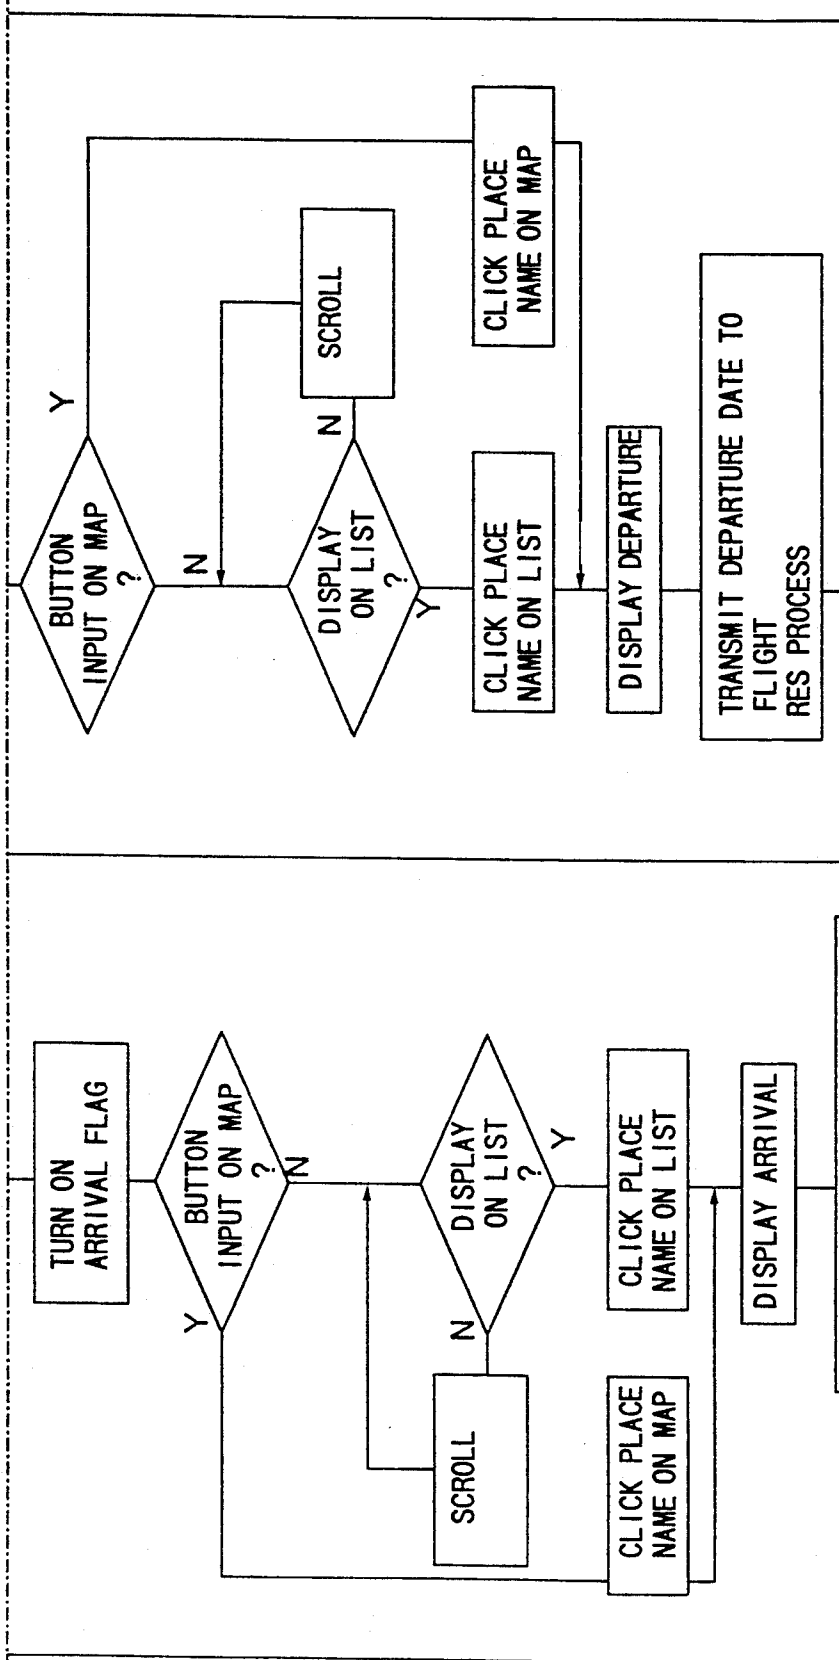 TURN ON
ARRIVAL FLAG
BUTTON
INPUT ON MAP
?
Y
N
DISPLAY
ON LIST
?
N
Y
SCROLL
CLICK PLACE
NAME ON MAP
CLICK PLACE
NAME ON LIST
DISPLAY ARRIVAL
BUTTON
INPUT ON MAP
?
Y
N
DISPLAY
ON LIST
?
N
Y
SCROLL
CLICK PLACE
NAME ON LIST
CLICK PLACE
NAME ON MAP
DISPLAY DEPARTURE
TRANSMIT DEPARTURE DATE TO
FLIGHT
RES PROCESS